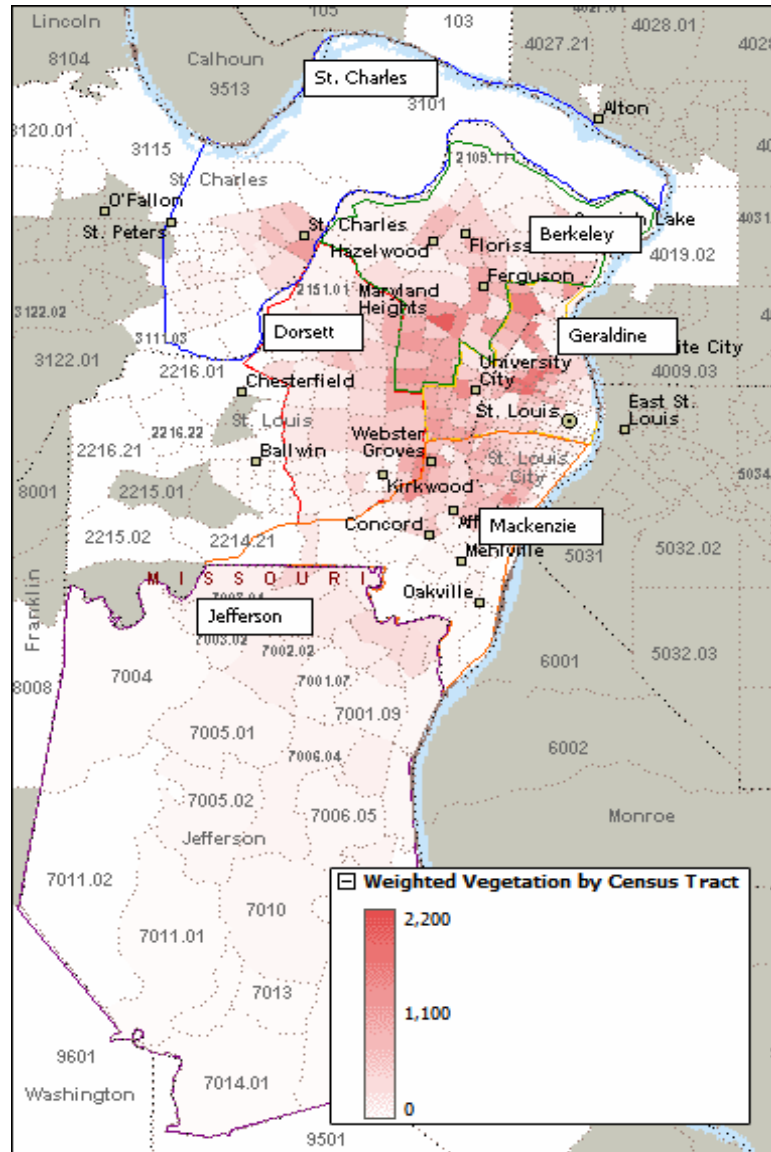 105
103
4027.21
4028.01
Lincoln
8104
Calhoun
9513
St. Charles
3101
Alton
3120.01
3115
2109.11
St. Charles
O'Fallon
St. Peters
St. Charles
Hazelwood
Berkeley
Lake
4031
4019.02
Ferguson
2151.01
Maryland
Heights
3122.02
3111.03
Dorsett
Geraldine
ite City
3122.01
2216.01
University
City
4009.03
Chesterfield
St. Louis
St. Louis
East St.
Louis
2216.22
2216.21
Webster
Groves
St. Louis
City
Ballwin
8001
2215.01
Kirkwood
5034
Concord
Aff
Mackenzie
2215.02
2214.21
Mehlville
5031
5032.02
MISSOURI
Oakville
Franklin
Jefferson
7003.02
7002.02
6001
5032.03
8008
7004
7001.07
7001.09
7005.01
6002
7006.04
7005.02
7006.05
Jefferson
Monroe
7011.02
Weighted Vegetation by Census Tract
2,200
7010
7011.01
1,100
7013
9601
Washington
7014.01
0
9501